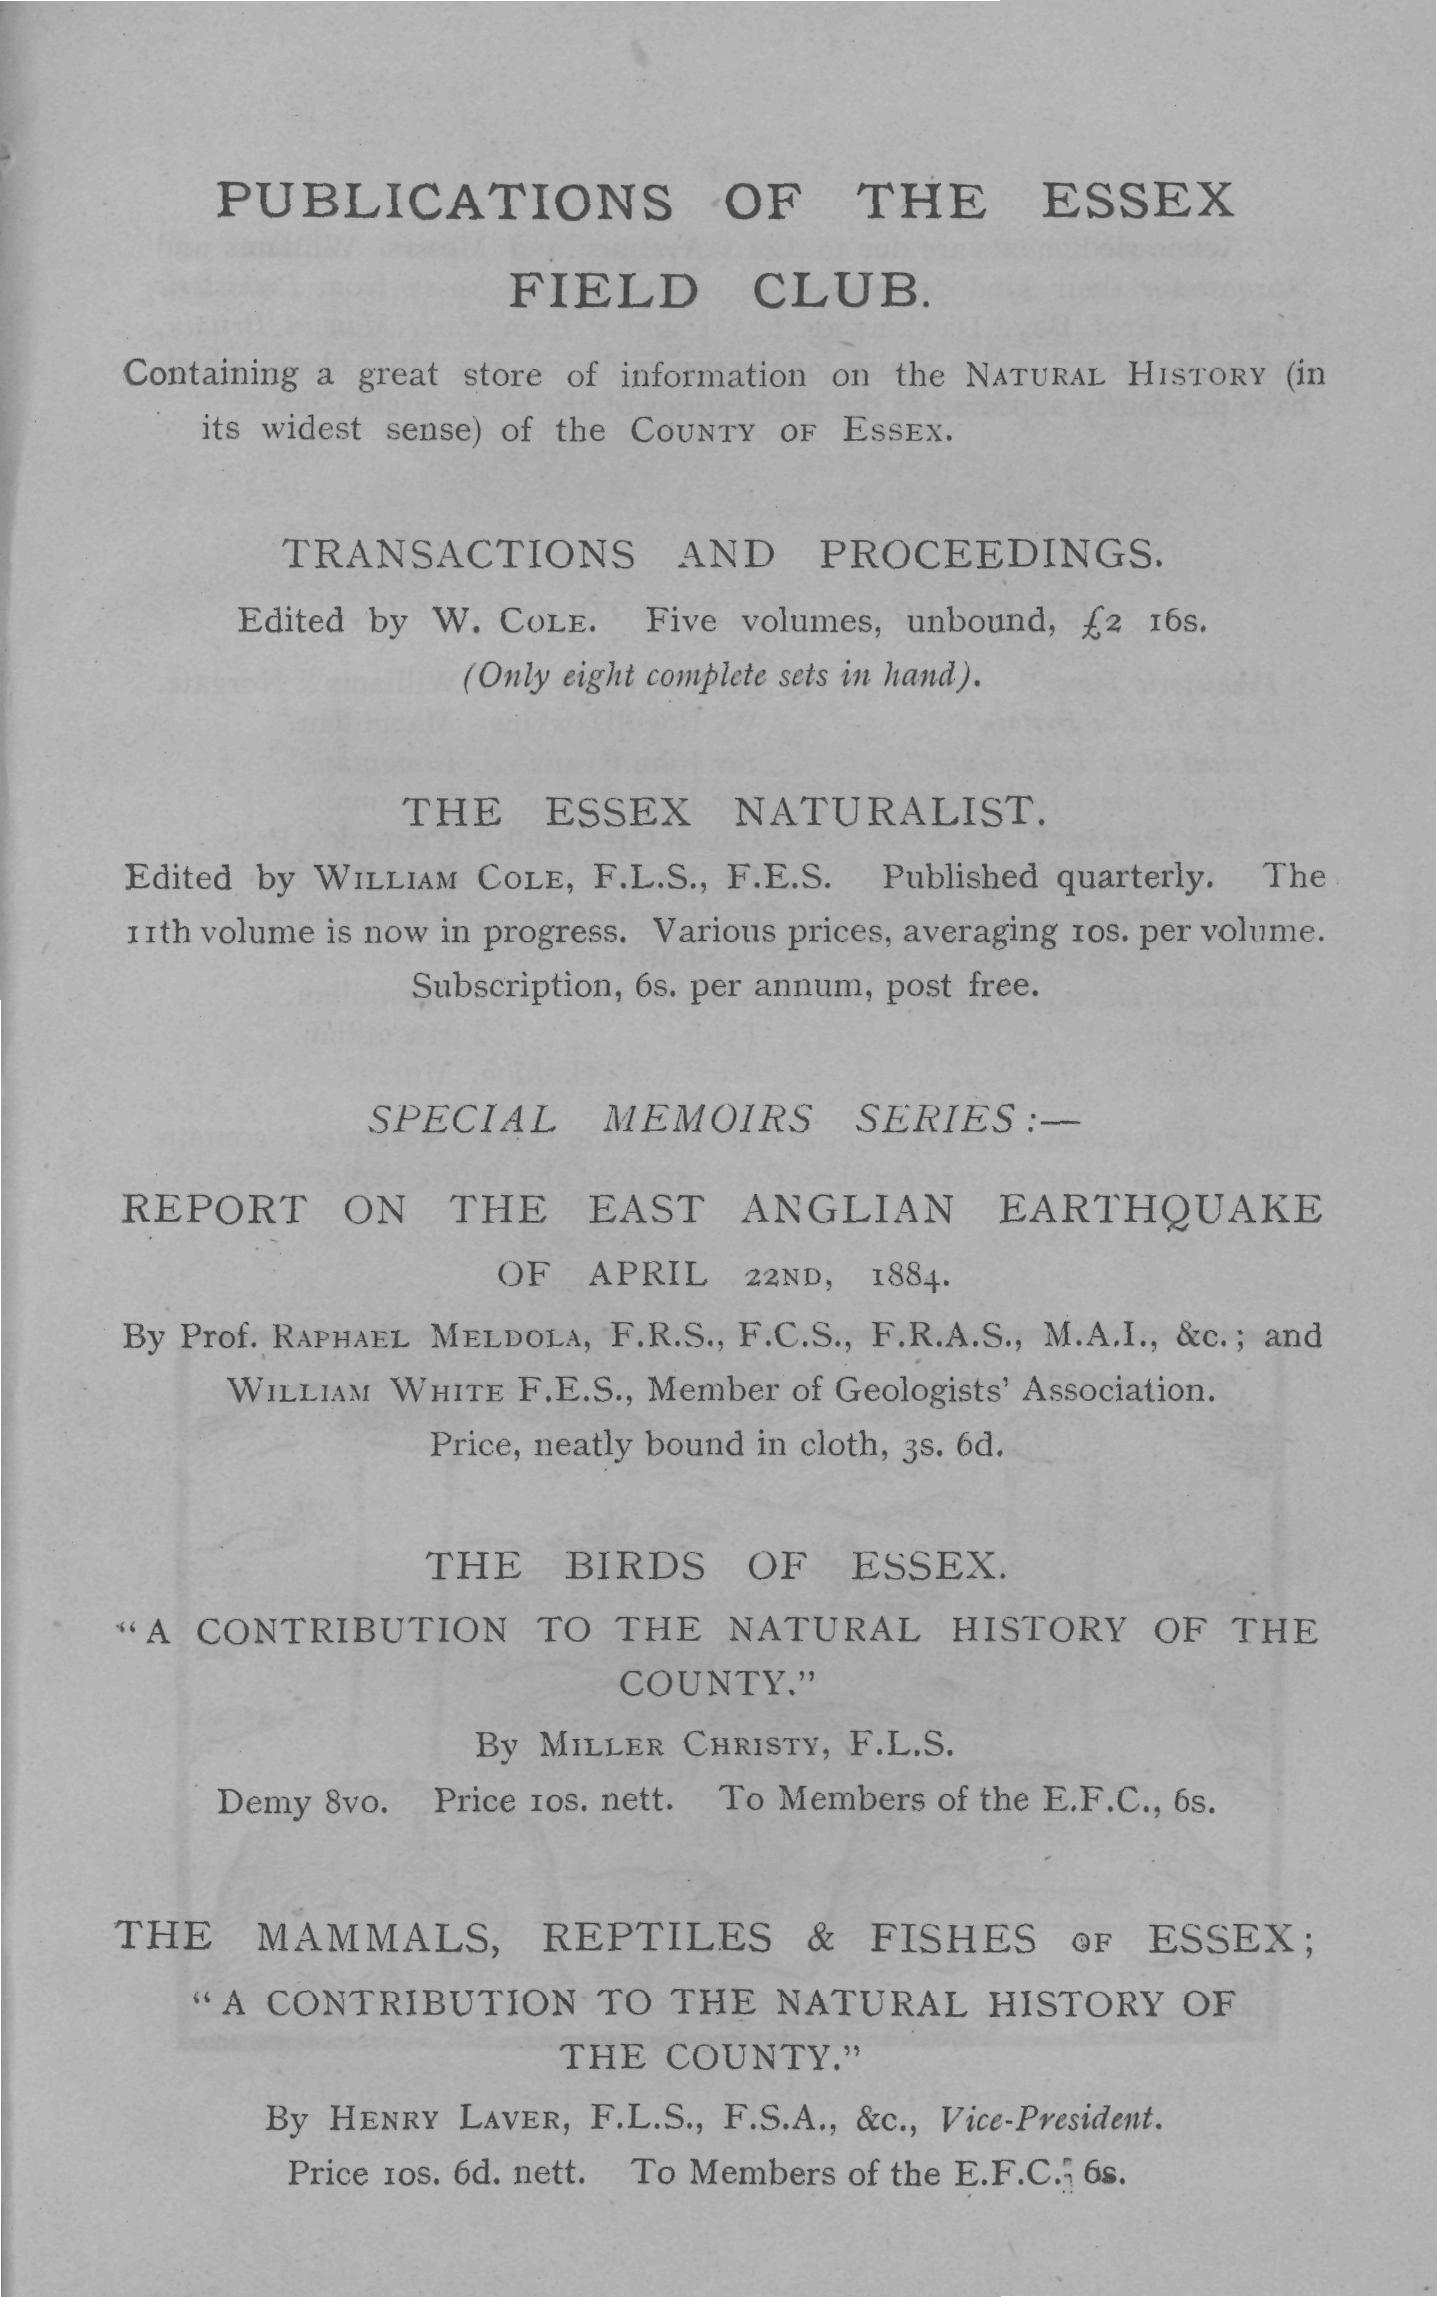 PUBLICATIONS OF THE ESSEX
FIELD CLUB.
Containing a great store of information on the NATURAL HISTORY (in
its widest sense) of the COUNTY OF ESSEX.
TRANSACTIONS AND PROCEEDINGS.
Edited by W. COLE. Five volumes, unbound, £2 16s.
(Only eight complete sets in hand).
THE ESSEX NATURALIST.
Edited by WILLIAM COLE, F.L.S., F.E.S. Published quarterly. The
11th volume is now in progress. Various prices, averaging 10s. per volume.
Subscription, 6s. per annum, post free.
SPECIAL MEMOIRS SERIES:—
REPORT ON THE EAST ANGLIAN EARTHQUAKE
OF APRIL 22ND, 1884.
By Prof. RAPHAEL MELDOLA, F.R.S., F.C.S., F.R.A.S., M.A.I., &c.; and
WILLIAM WHITE F.E.S., Member of Geologists' Association.
Price, neatly bound in cloth, 3s. 6d.
THE BIRDS OF ESSEX.
"A CONTRIBUTION TO THE NATURAL HISTORY OF THE
COUNTY."
By MILLER CHRISTY, F.L.S.
Demy 8vo. Price 10s. nett. To Members of the E.F.C., 6s.
THE MAMMALS, REPTILES & FISHES OF ESSEX;
"A CONTRIBUTION TO THE NATURAL HISTORY OF
THE COUNTY."
By HENRY LAVER, F.L.S., F.S.A., &c., Vice-President.
Price 10s. 6d. nett. To Members of the E.F.C., 6s.